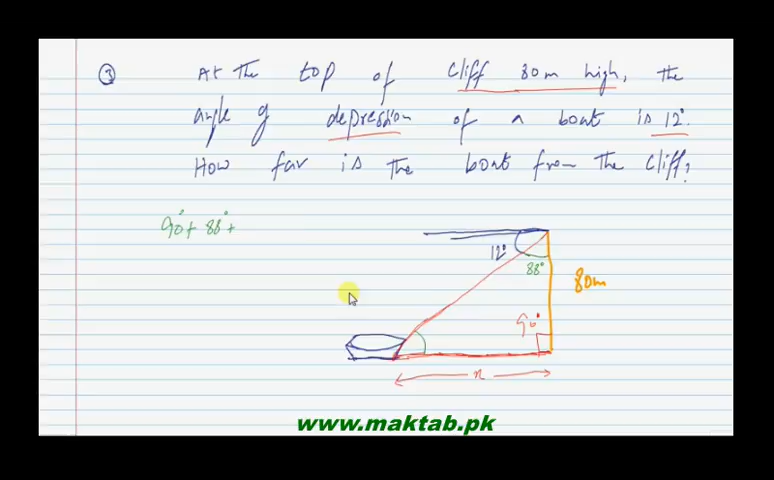 3
At the top of cliff 80m high, the
angle of depression of a boat is 12°.
How far is the boat from the cliff?
90° + 88° +
12°
88°
80m
90°
x
www.maktab.pk